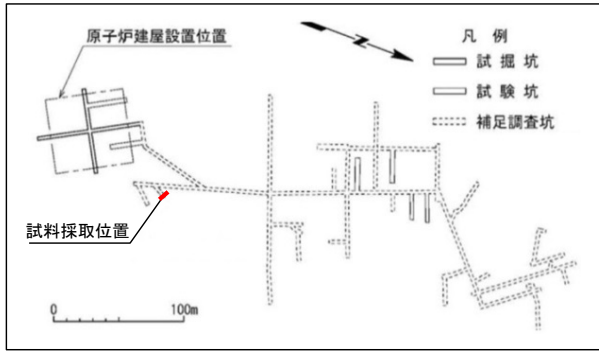 原子炉建屋設置位置
N
凡例
試掘坑
試験坑
補足調査坑
試料採取位置
0 100m